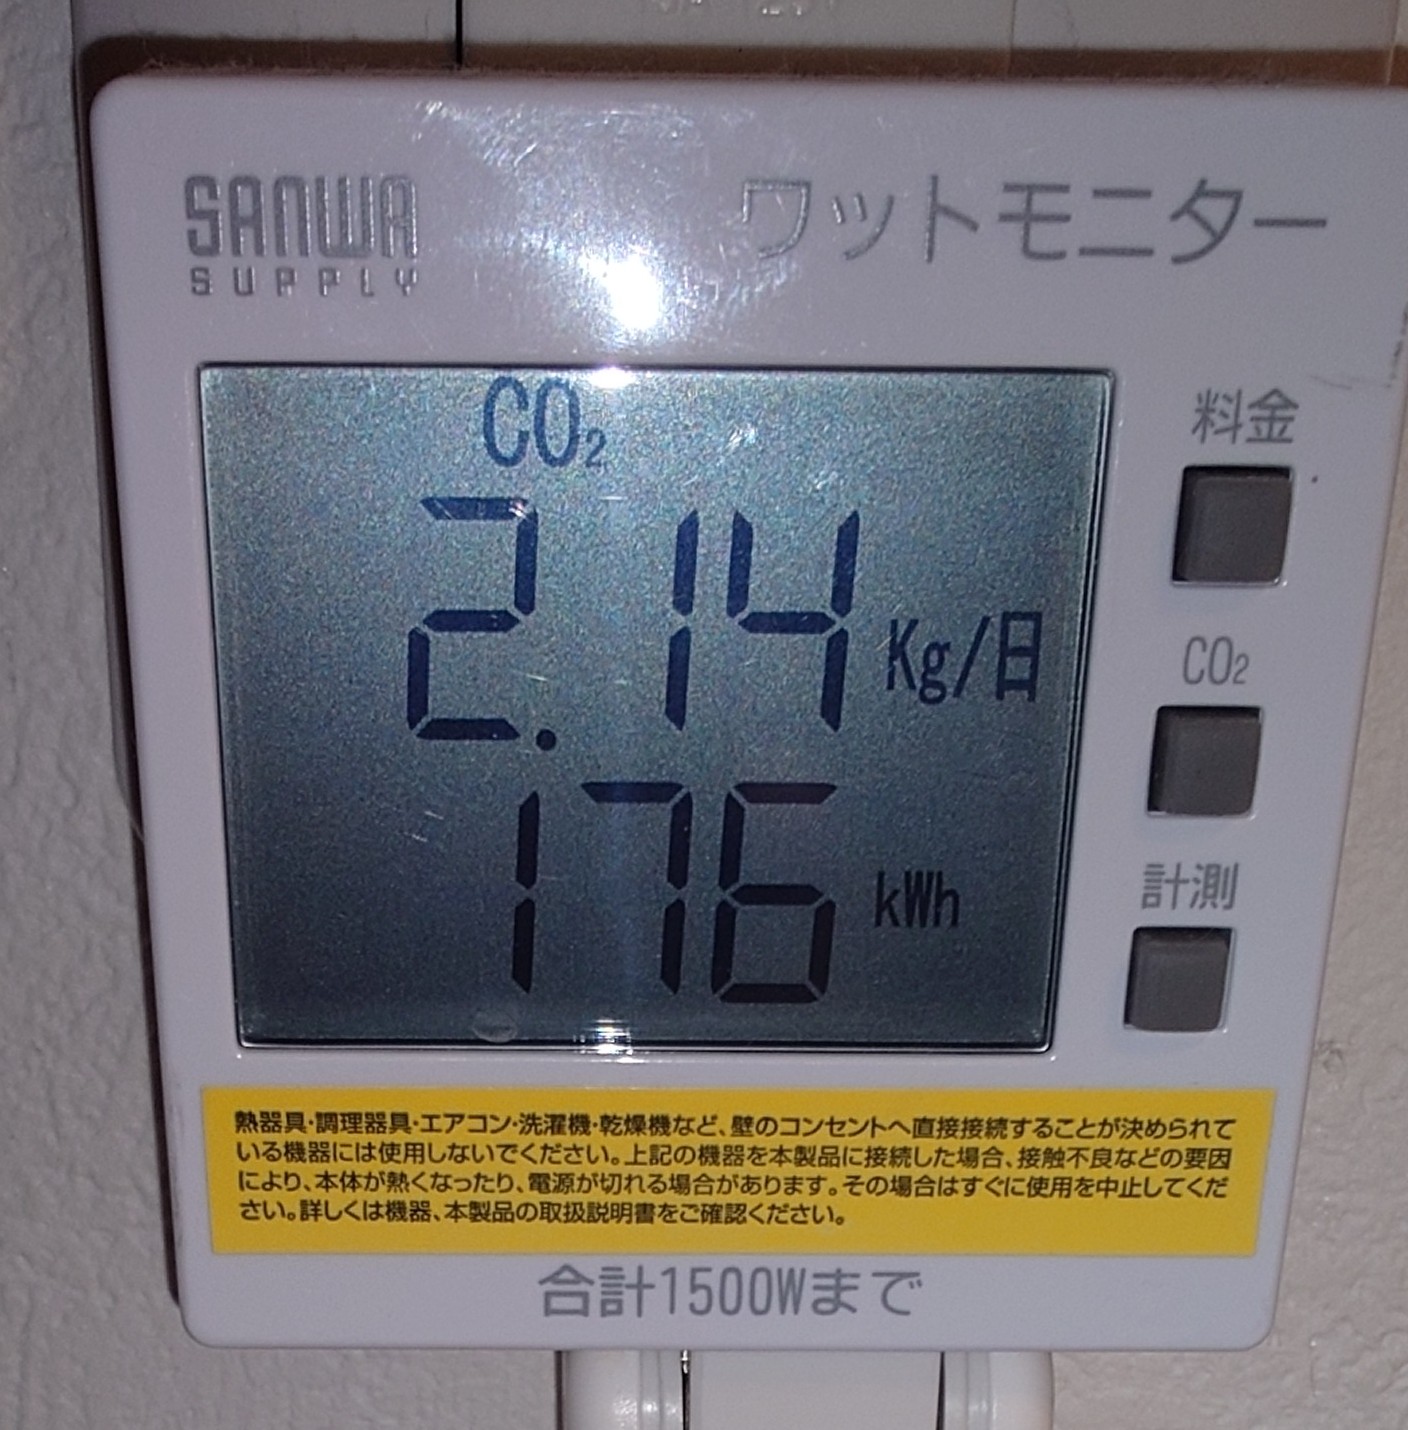 SANWA
SUPPLY
ワットモニター
CO₂
2.14 Kg/日
176 kWh
料金
CO₂
計測
熱器具・調理器具・エアコン・洗濯機・乾燥機など、壁のコンセントへ直接接続することが決められて
いる機器には使用しないでください。上記の機器を本製品に接続した場合、接触不良などの要因
により、本体が熱くなったり、電源が切れる場合があります。その場合はすぐに使用を中止してくだ
さい。詳しくは機器、本製品の取扱説明書をご確認ください。
合計1500Wまで